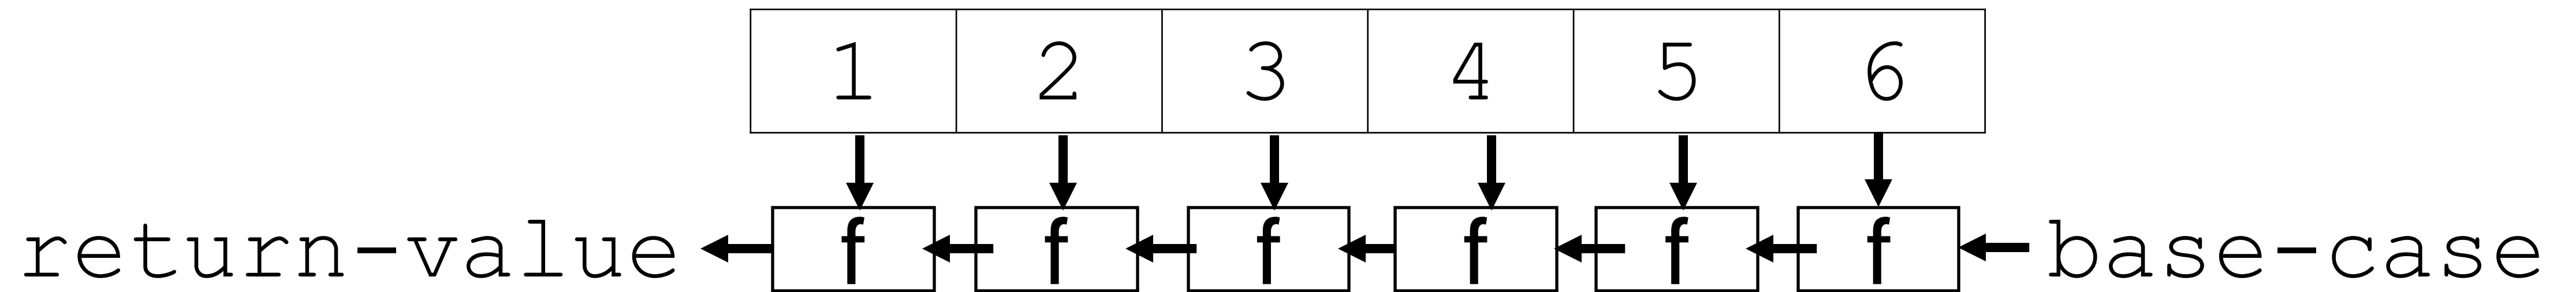 1 2 3 4 5 6
return-value f f f f f f base-case